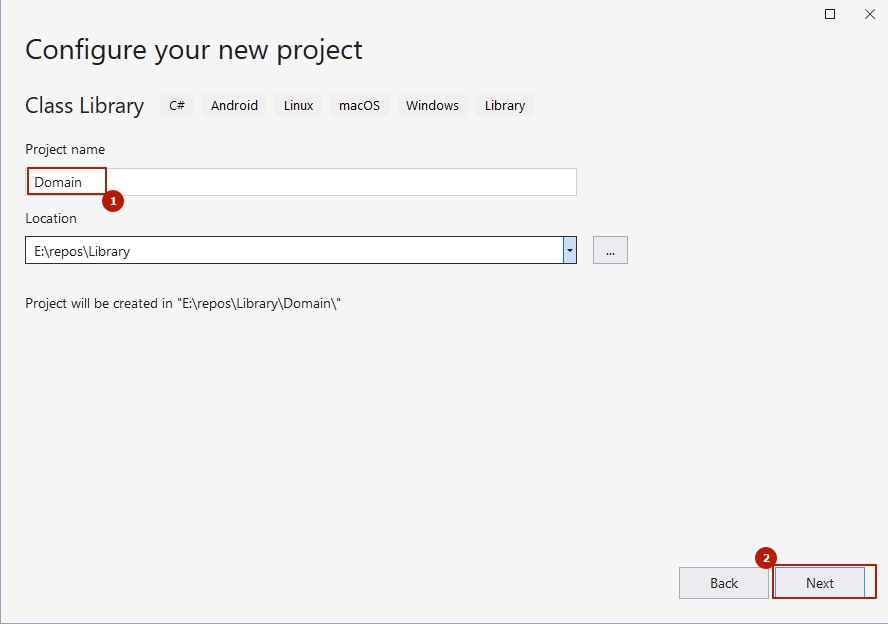 Configure your new project
Class Library C# Android Linux macOS Windows Library
Project name
Domain
1
Location
E:\repos\Library ...
Project will be created in "E:\repos\Library\Domain\"
2
Back Next